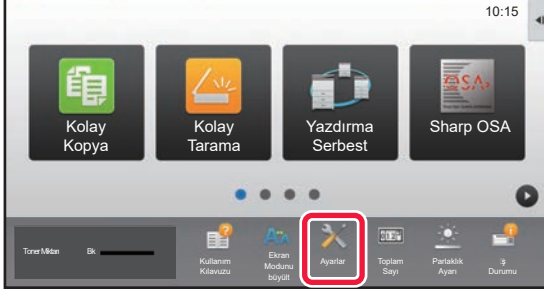 10:15
Kolay
Kopya
Kolay
Tarama
Yazdırma
Serbest
OSA
Sharp OSA
Toner Miktarı
Bk
Kullanım
Kılavuzu
Ekran
Modunu
büyült
Ayarlar
Toplam
Sayı
Parlaklık
Ayarı
İş
Durumu